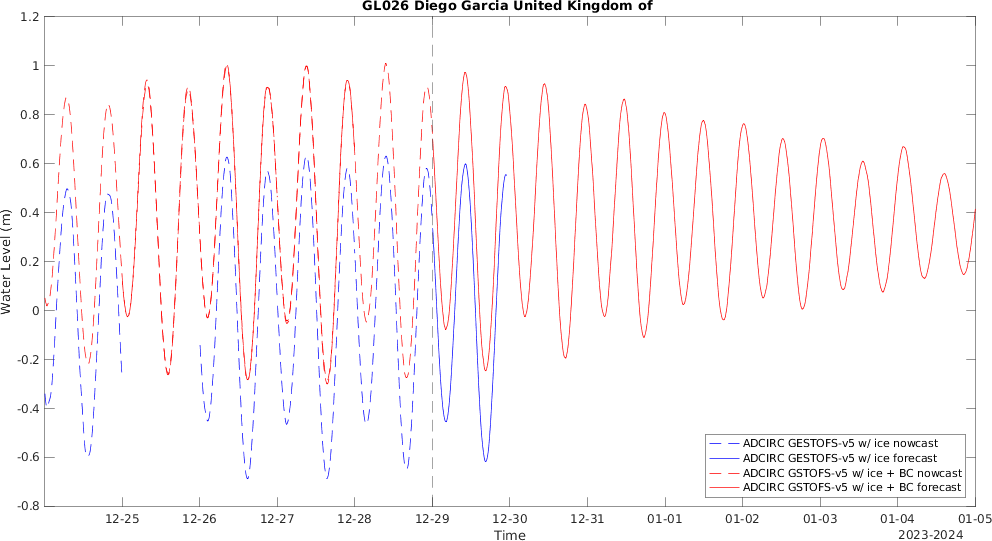 GL026 Diego Garcia United Kingdom of
1.2
1
0.8
0.6
0.4
0.2
0
-0.2
-0.4
-0.6
-0.8
Water Level (m)
ADCIRC GESTOFS-v5 w/ ice nowcast
ADCIRC GESTOFS-v5 w/ ice forecast
ADCIRC GSTOFS-v5 w/ ice + BC nowcast
ADCIRC GSTOFS-v5 w/ ice + BC forecast
12-25 12-26 12-27 12-28 12-29 12-30 12-31 01-01 01-02 01-03 01-04 01-05
Time
2023-2024